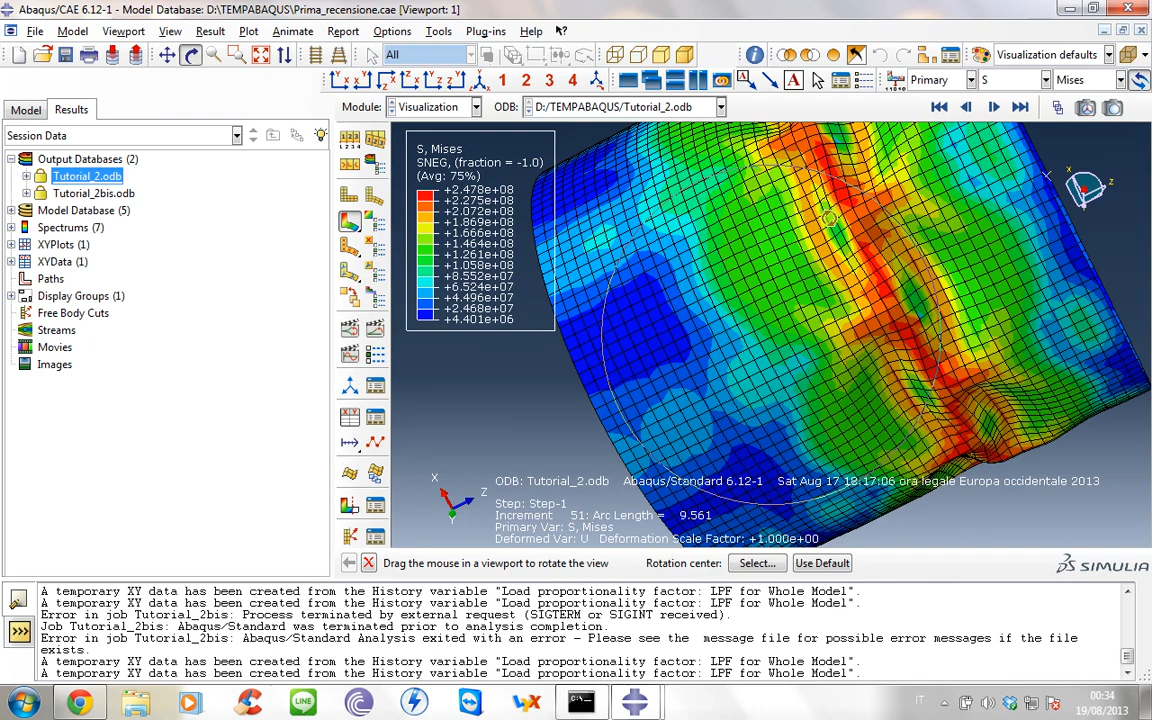 Abaqus/CAE 6.12-1 - Model Database: D:\TEMPABAQUS\Prima_recensione.cae [Viewport: 1]
File Model Viewport View Result Plot Animate Report Options Tools Plug-ins Help
All
Visualization defaults
1 2 3 4
Primary S Mises
Model Results
Module: Visualization ODB: D:/TEMPABAQUS/Tutorial_2.odb
Session Data
Output Databases (2)
Tutorial_2.odb
Tutorial_2bis.odb
Model Database (5)
Spectrums (7)
XYPlots (1)
XYData (1)
Paths
Display Groups (1)
Free Body Cuts
Streams
Movies
Images
S, Mises
SNEG, (fraction = -1.0)
(Avg: 75%)
+2.478e+08
+2.275e+08
+2.072e+08
+1.869e+08
+1.666e+08
+1.464e+08
+1.261e+08
+1.058e+08
+8.552e+07
+6.524e+07
+4.496e+07
+2.468e+07
+4.401e+06
X
Z
Y
X
Z
ODB: Tutorial_2.odb Abaqus/Standard 6.12-1 Sat Aug 17 18:17:06 ora legale Europa occidentale 2013
Step: Step-1
Increment 51: Arc Length = 9.561
Primary Var: S, Mises
Deformed Var: U Deformation Scale Factor: +1.000e+00
Drag the mouse in a viewport to rotate the view
Rotation center: Select... Use Default
SIMULIA
A temporary XY data has been created from the History variable "Load proportionality factor: LPF for Whole Model".
A temporary XY data has been created from the History variable "Load proportionality factor: LPF for Whole Model".
Error in job Tutorial_2bis: Process terminated by external request (SIGTERM or SIGINT received).
Job Tutorial_2bis: Abaqus/Standard was terminated prior to analysis completion.
Error in job Tutorial_2bis: Abaqus/Standard Analysis exited with an error - Please see the message file for possible error messages if the file
exists.
A temporary XY data has been created from the History variable "Load proportionality factor: LPF for Whole Model".
A temporary XY data has been created from the History variable "Load proportionality factor: LPF for Whole Model".
>>>
LINE
IT
00:34
19/08/2013